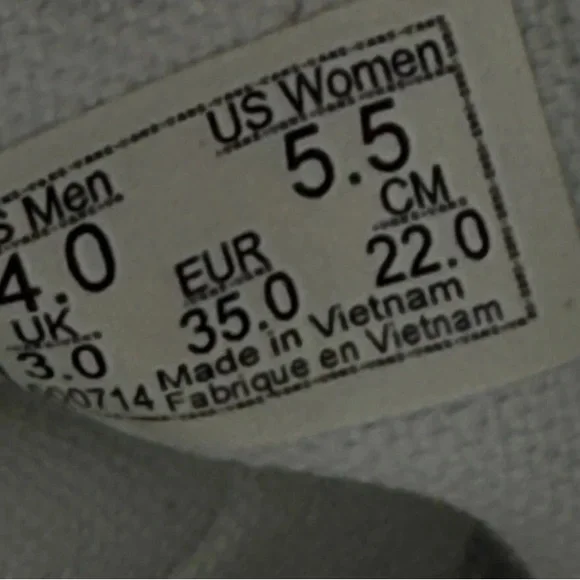 US Women
5.5
Men
4.0
CM
22.0
EUR
35.0
UK
3.0
Made in Vietnam
00714 Fabrique en Vietnam